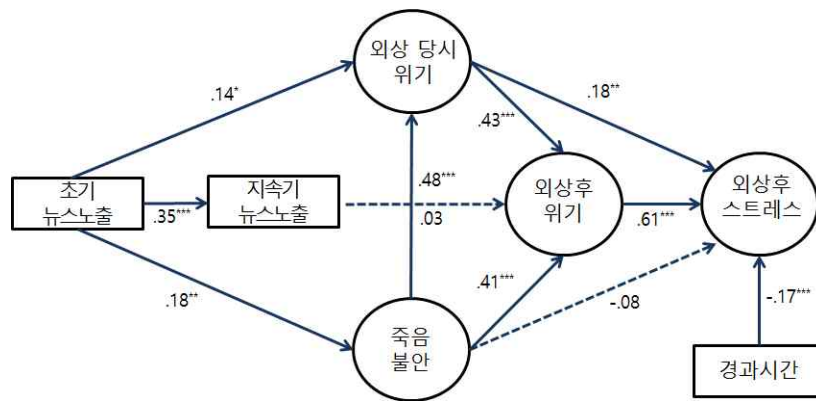 외상 당시
위기
.14*
.18**
.43***
초기
뉴스노출
.35***
지속기
뉴스노출
.48***
.03
외상후
위기
.61***
외상후
스트레스
.18**
.41***
-.08
-.17***
죽음
불안
경과시간